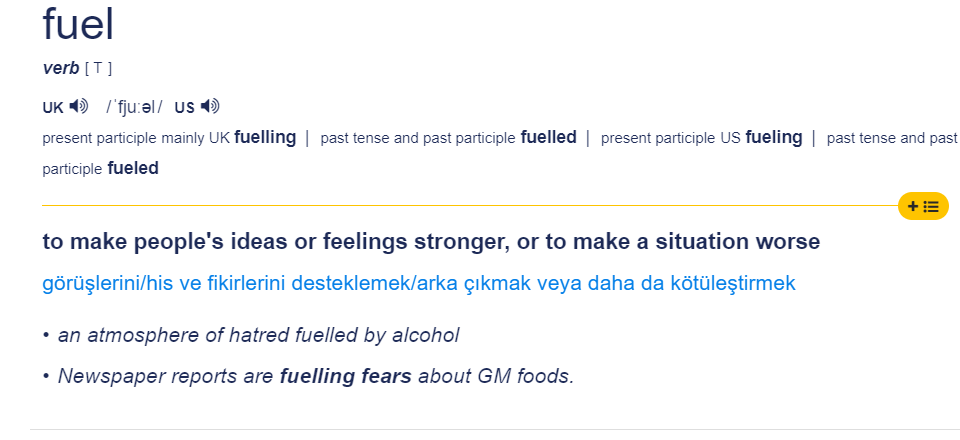 fuel
verb [ T ]
UK /ˈfjuːəl/ US
present participle mainly UK fuelling | past tense and past participle fuelled | present participle US fueling | past tense and past
participle fueled
to make people's ideas or feelings stronger, or to make a situation worse
görüşlerini/his ve fikirlerini desteklemek/arka çıkmak veya daha da kötüleştirmek
• an atmosphere of hatred fuelled by alcohol
• Newspaper reports are fuelling fears about GM foods.